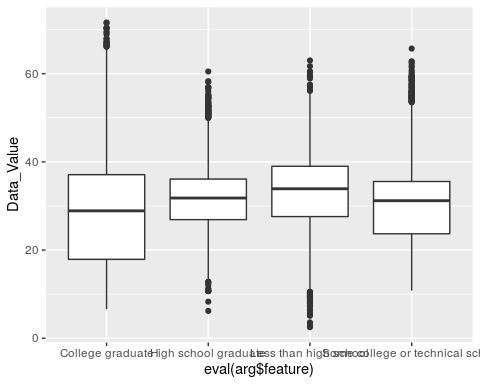 Data_Value
60
40
20
0
College graduate
High school graduate
Less than high school
Some college or technical sch
eval(arg$feature)